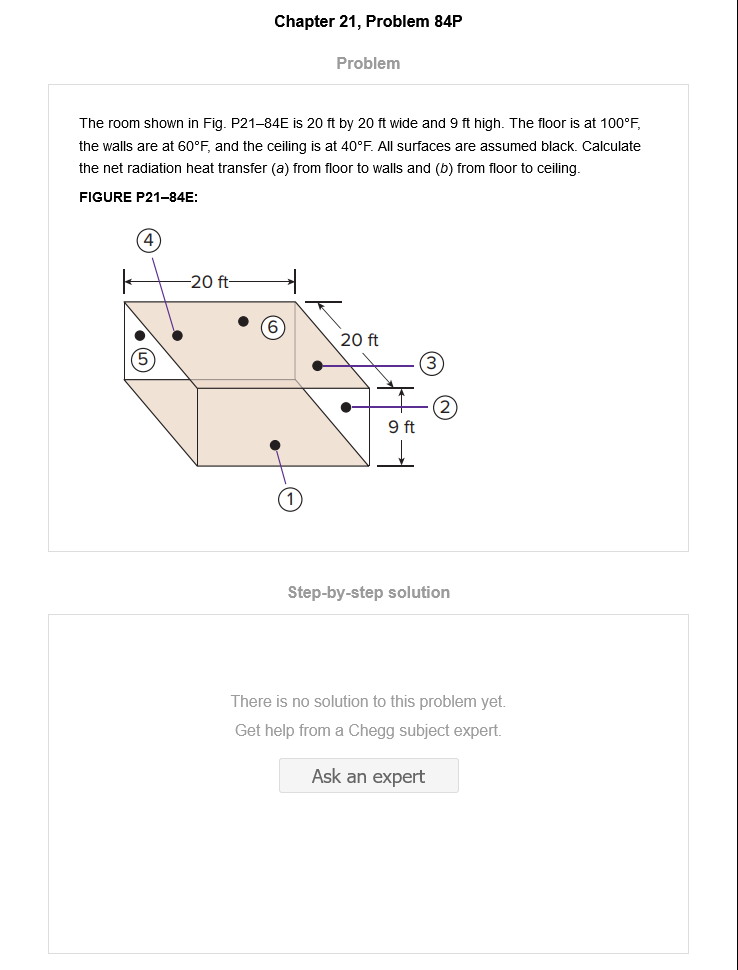 Chapter 21, Problem 84P
Problem
The room shown in Fig. P21–84E is 20 ft by 20 ft wide and 9 ft high. The floor is at 100°F,
the walls are at 60°F, and the ceiling is at 40°F. All surfaces are assumed black. Calculate
the net radiation heat transfer (a) from floor to walls and (b) from floor to ceiling.
FIGURE P21–84E:
4
20 ft
6
20 ft
5
3
2
9 ft
1
Step-by-step solution
There is no solution to this problem yet.
Get help from a Chegg subject expert.
Ask an expert